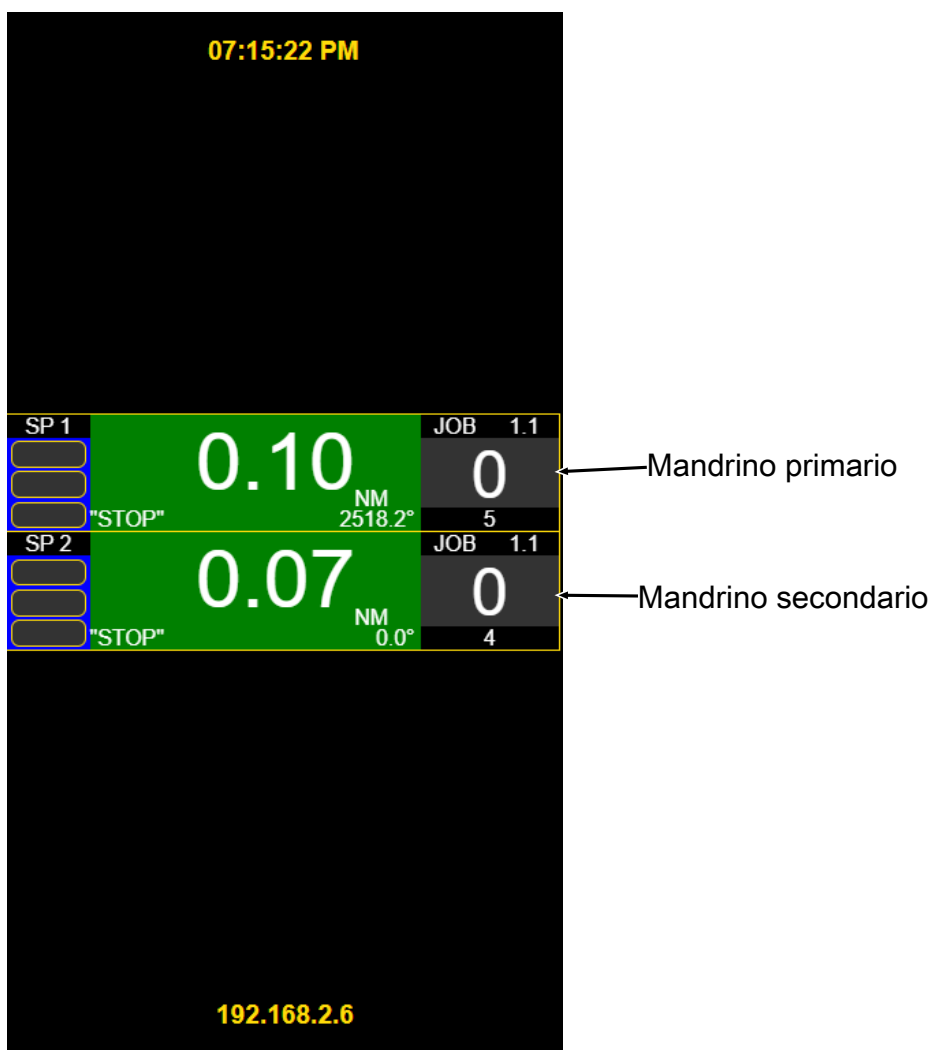 07:15:22 PM
SP 1
JOB 1.1
0.10
NM
0
"STOP"
2518.2°
5
Mandrino primario
SP 2
JOB 1.1
0.07
NM
0
"STOP"
0.0°
4
Mandrino secondario
192.168.2.6